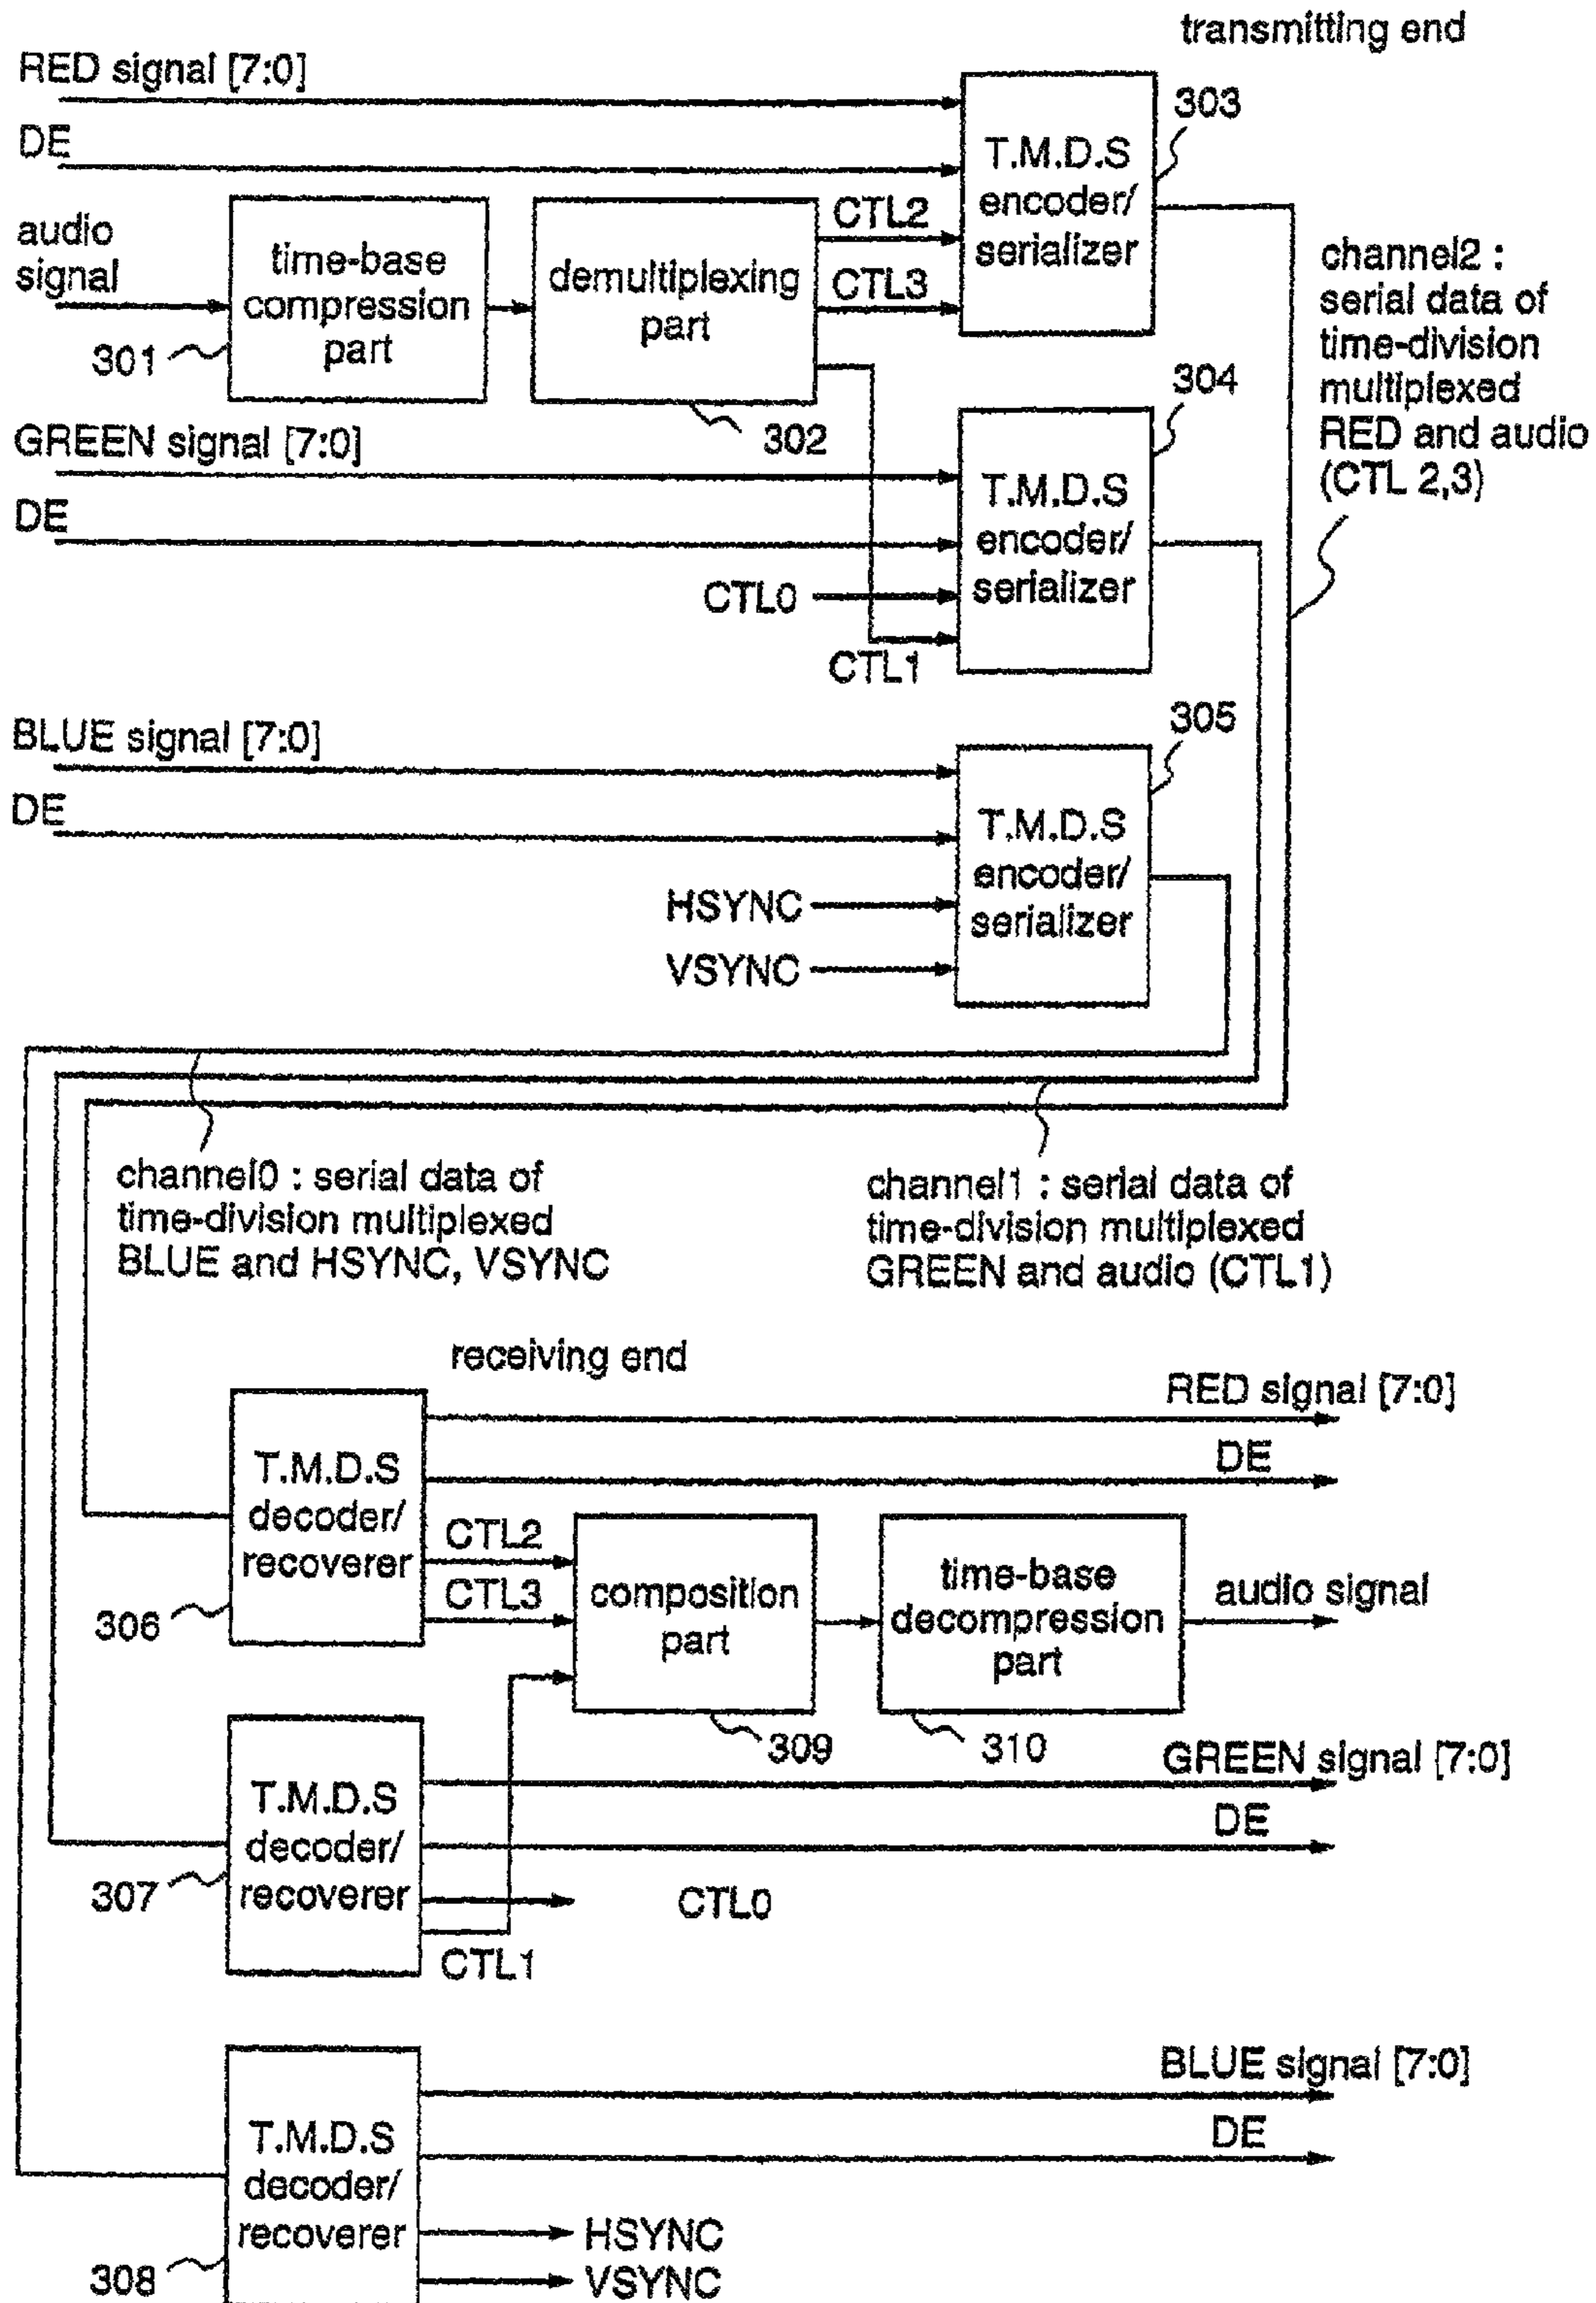 transmitting end
RED signal [7:0]
DE
audio
signal
time-base
compression
part
301
demultiplexing
part
302
CTL2
CTL3
T.M.D.S
encoder/
serializer
303
channel2 :
serial data of
time-division
multiplexed
RED and audio
(CTL 2,3)
GREEN signal [7:0]
DE
CTL0
CTL1
T.M.D.S
encoder/
serializer
304
BLUE signal [7:0]
DE
HSYNC
VSYNC
T.M.D.S
encoder/
serializer
305
channel0 : serial data of
time-division multiplexed
BLUE and HSYNC, VSYNC
channel1 : serial data of
time-division multiplexed
GREEN and audio (CTL1)
receiving end
T.M.D.S
decoder/
recoverer
306
RED signal [7:0]
DE
CTL2
CTL3
composition
part
309
time-base
decompression
part
310
audio signal
T.M.D.S
decoder/
recoverer
307
GREEN signal [7:0]
DE
CTL0
CTL1
T.M.D.S
decoder/
recoverer
308
BLUE signal [7:0]
DE
HSYNC
VSYNC